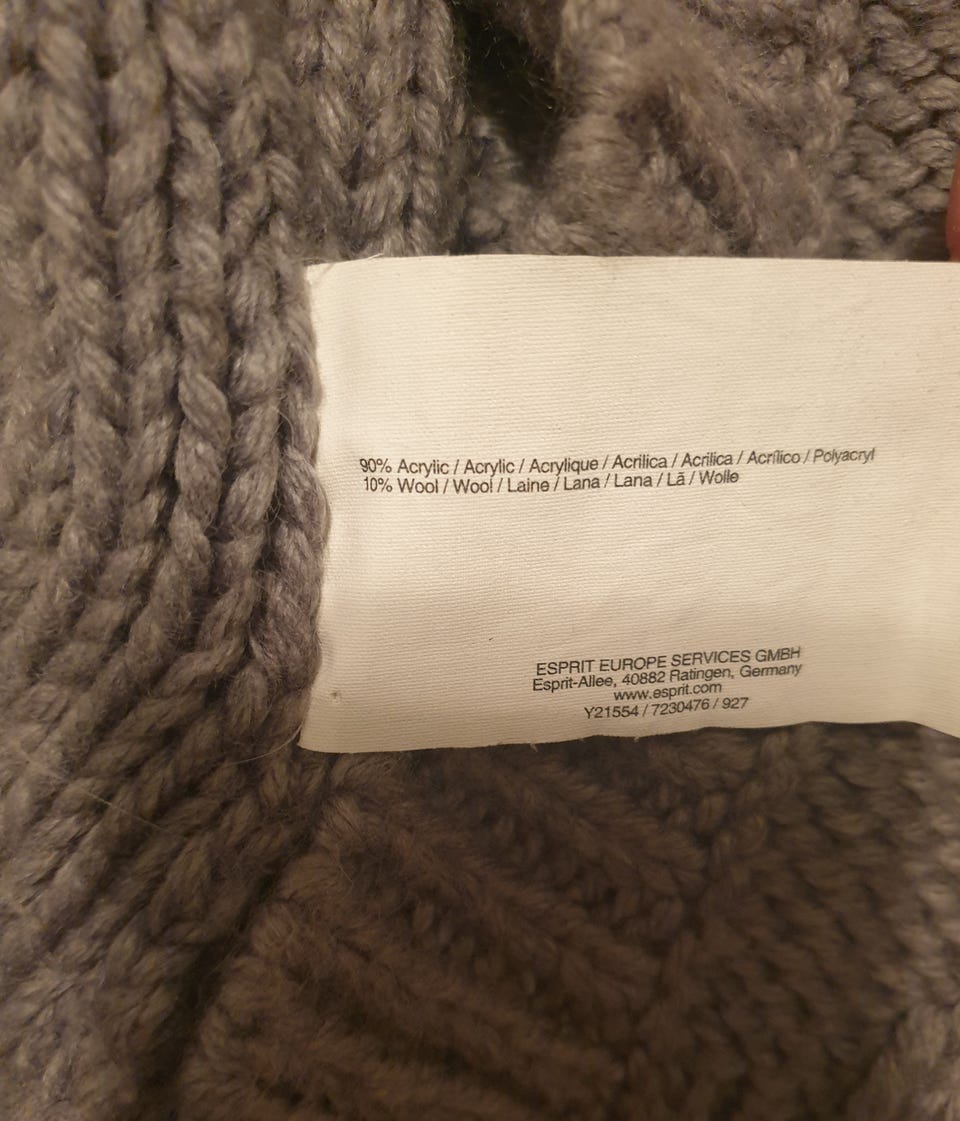 90% Acrylic / Acrylic / Acrylique / Acrilica / Acrilica / Acrílico / Polyacryl
10% Wool / Wool / Laine / Lana / Lana / Lã / Wolle
ESPRIT EUROPE SERVICES GMBH
Esprit-Allee, 40882 Ratingen, Germany
www.esprit.com
Y21554 / 7230476 / 927